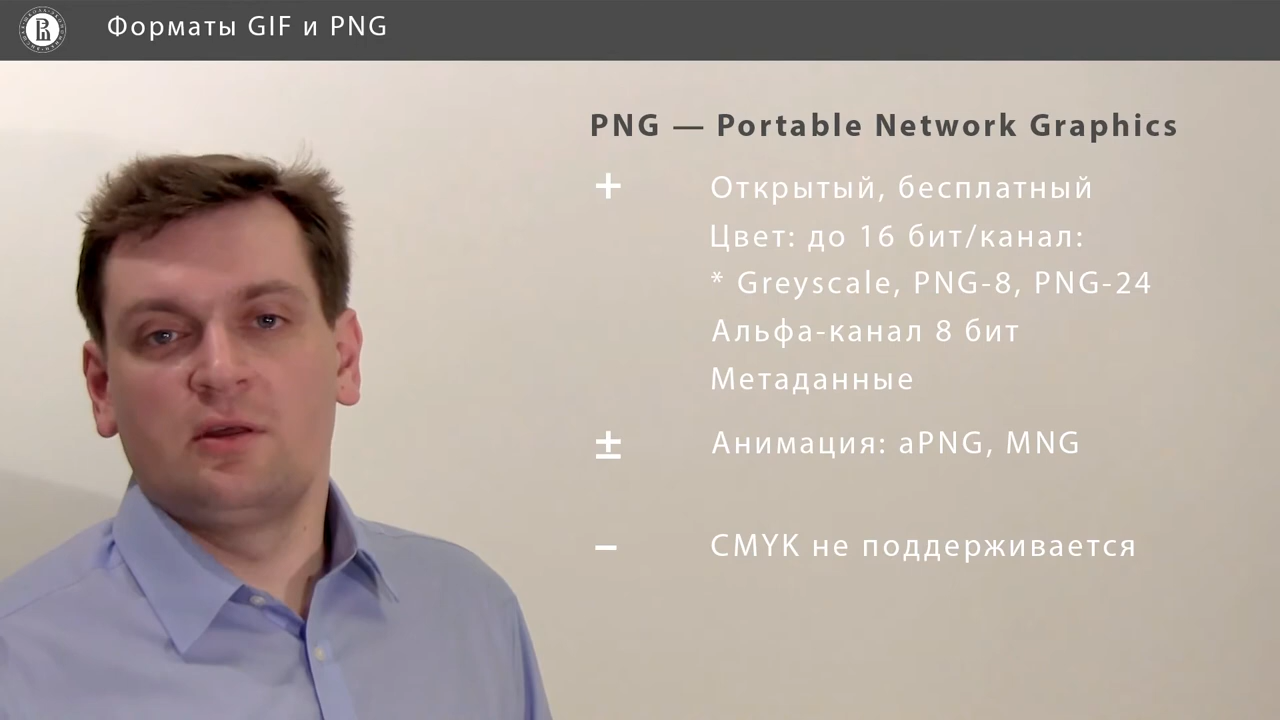 Форматы GIF и PNG
PNG — Portable Network Graphics
+ Открытый, бесплатный
Цвет: до 16 бит/канал:
* Greyscale, PNG-8, PNG-24
Альфа-канал 8 бит
Метаданные
± Анимация: aPNG, MNG
– CMYK не поддерживается